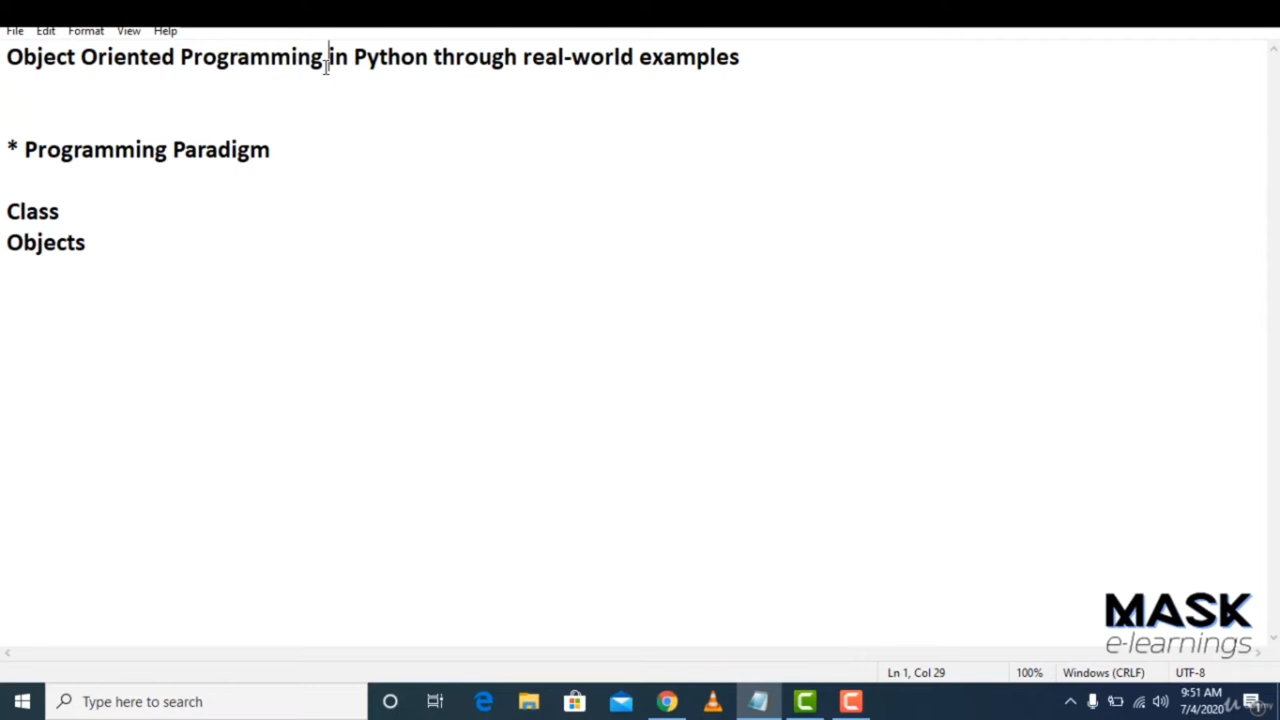 File Edit Format View Help
Object Oriented Programming in Python through real-world examples
* Programming Paradigm
Class
Objects
MASK
e-learnings
Ln 1, Col 29 100% Windows (CRLF) UTF-8
Type here to search
9:51 AM
7/4/2020